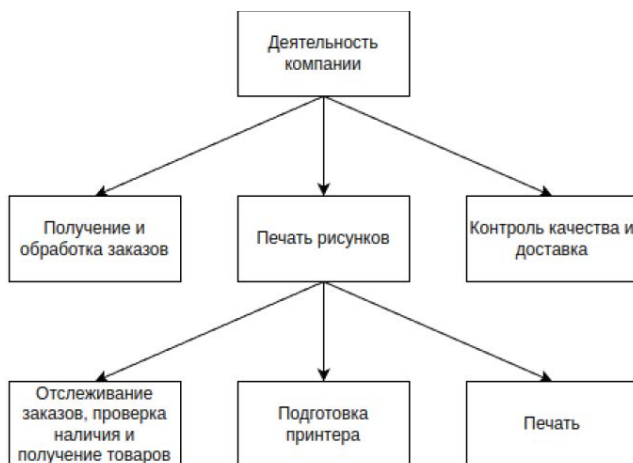 Деятельность
компании
Получение и
обработка заказов
Печать рисунков
Контроль качества и
доставка
Отслеживание
заказов, проверка
наличия и
получение товаров
Подготовка
принтера
Печать